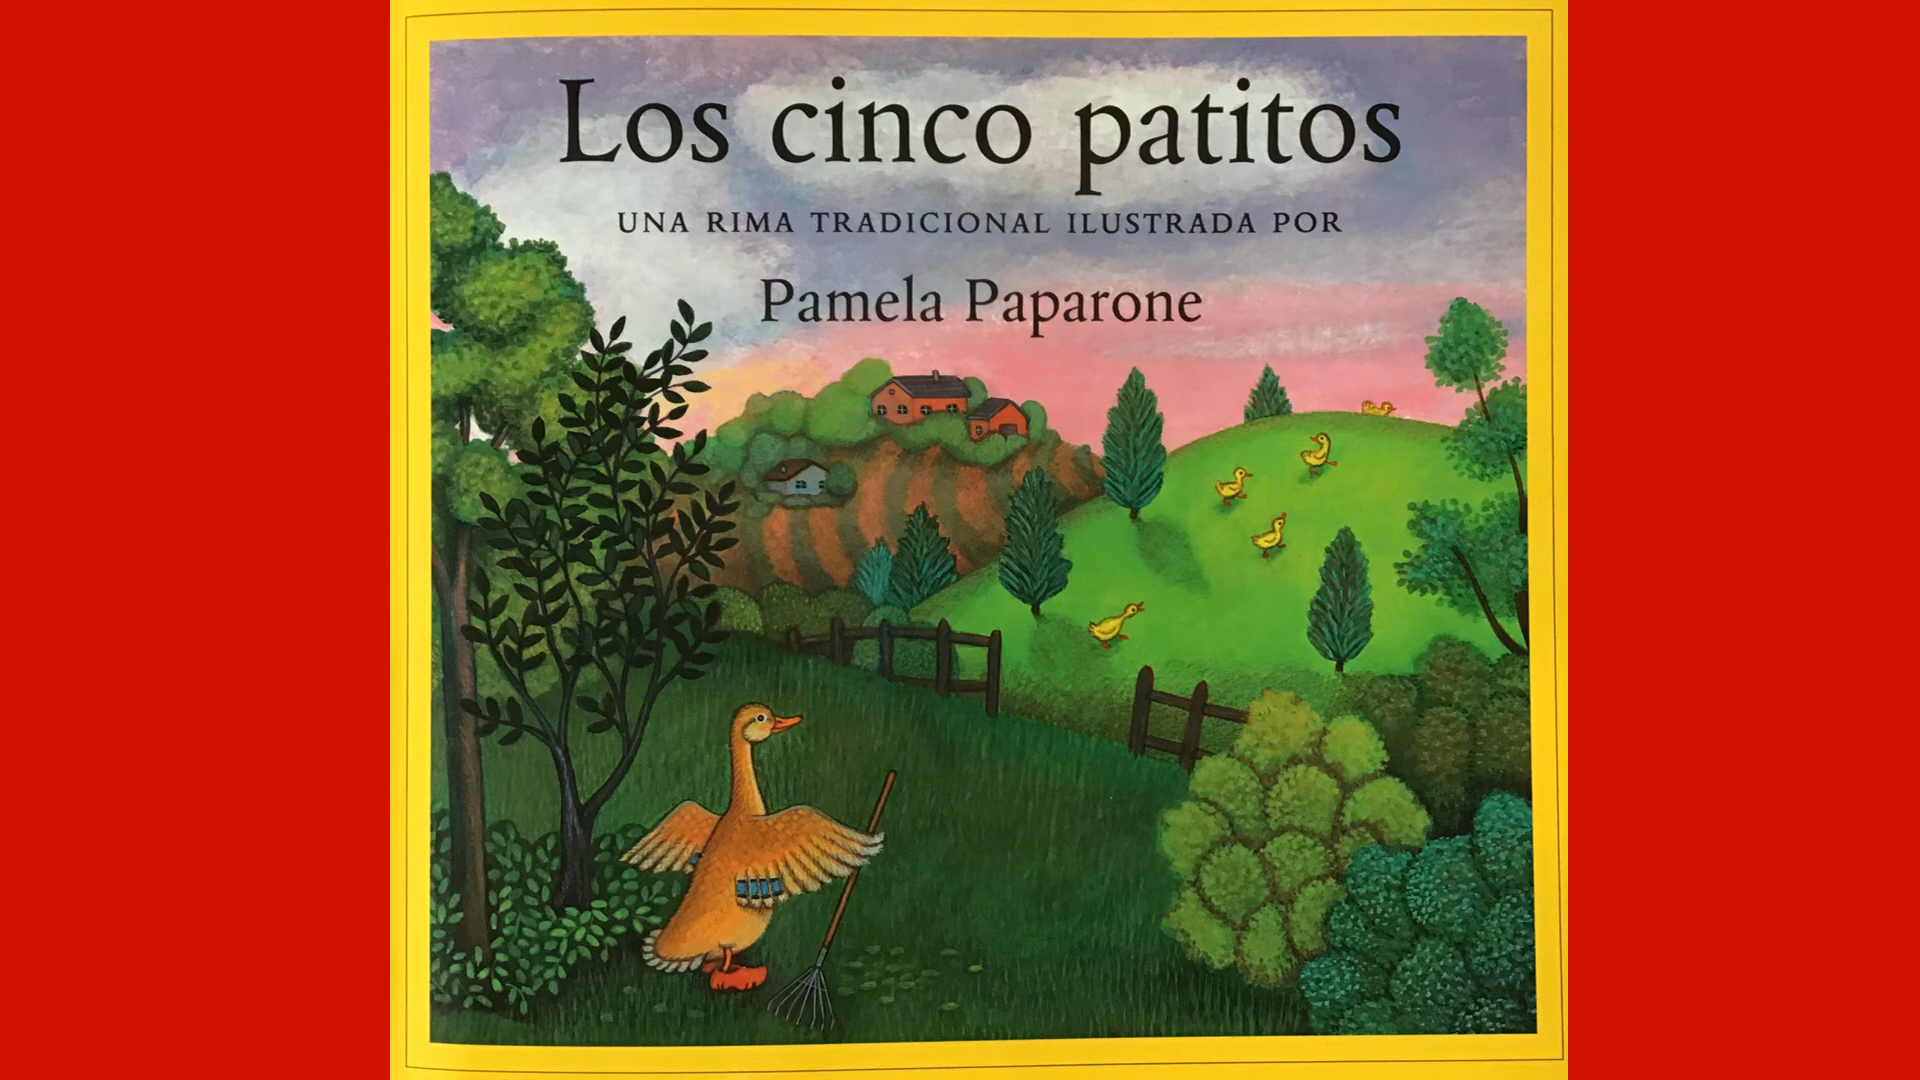 Los cinco patitos
UNA RIMA TRADICIONAL ILUSTRADA POR
Pamela Paparone